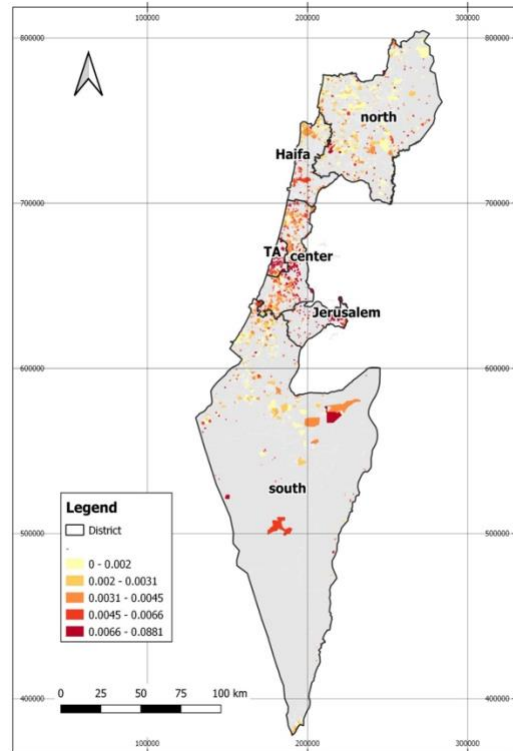 100000 200000 300000
800000 800000
north
Haifa
700000 700000
TA center
Jerusalem
600000 600000
south
Legend
District
0 - 0.002
0.002 - 0.0031
0.0031 - 0.0045
0.0045 - 0.0066
0.0066 - 0.0881
500000 500000
400000 400000
0 25 50 75 100 km
100000 200000 300000